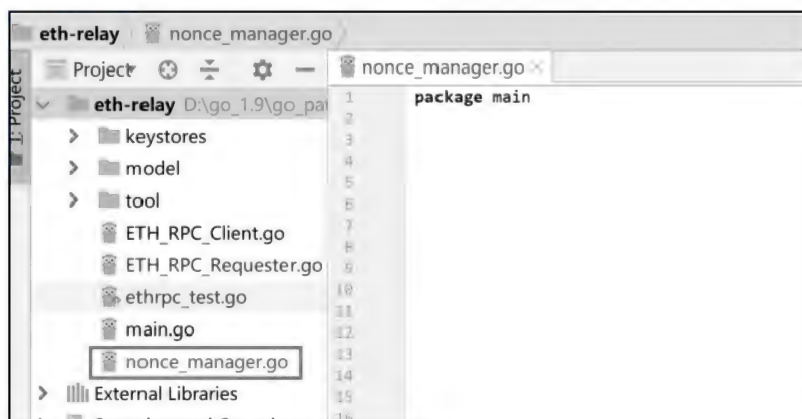 eth-relay nonce_manager.go
1: Project
Project
nonce_manager.go
eth-relay D:\go_1.9\go_pat
keystores
model
tool
ETH_RPC_Client.go
ETH_RPC_Requester.go
ethrpc_test.go
main.go
nonce_manager.go
External Libraries
1
package main
2
3
4
5
6
7
8
9
10
11
12
13
14
15
16